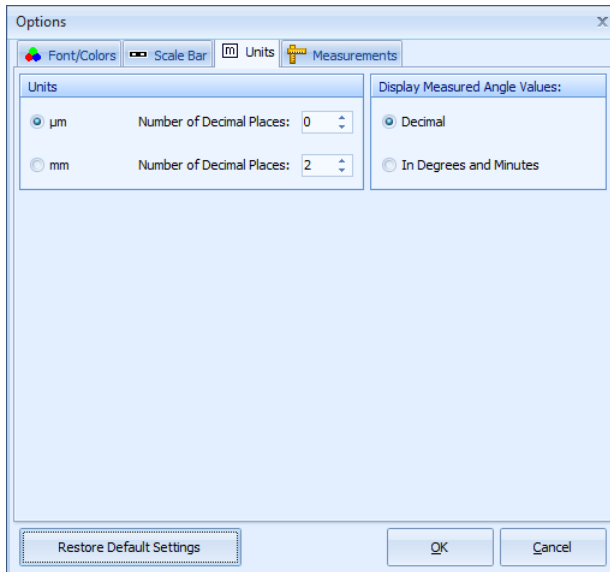 Options
Font/Colors Scale Bar m Units Measurements
Units
µm Number of Decimal Places: 0
mm Number of Decimal Places: 2
Display Measured Angle Values:
Decimal
In Degrees and Minutes
Restore Default Settings OK Cancel